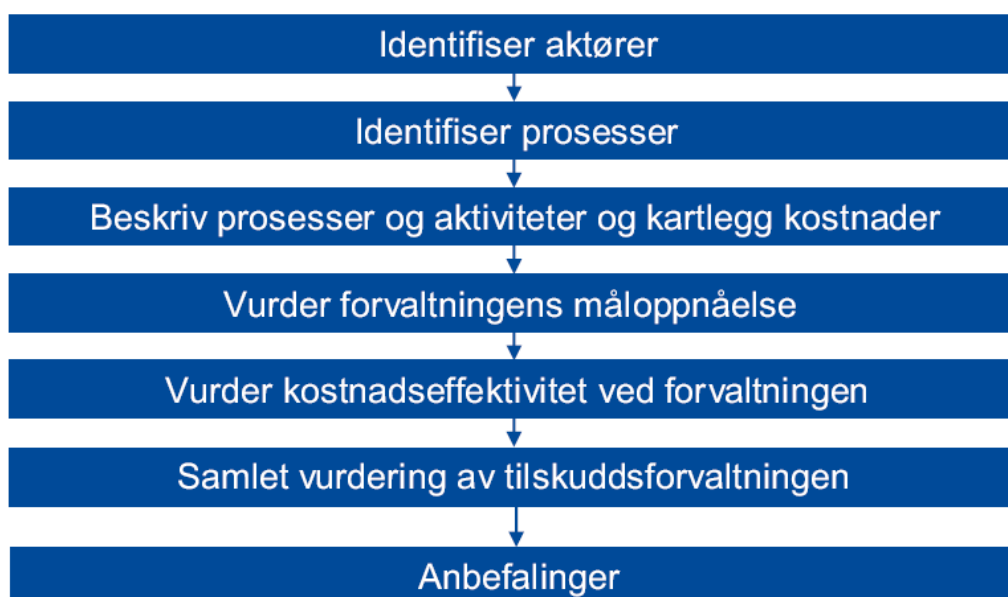 Identifiser aktører
Identifiser prosesser
Beskriv prosesser og aktiviteter og kartlegg kostnader
Vurder forvaltningens måloppnåelse
Vurder kostnadseffektivitet ved forvaltningen
Samlet vurdering av tilskuddsforvaltningen
Anbefalinger